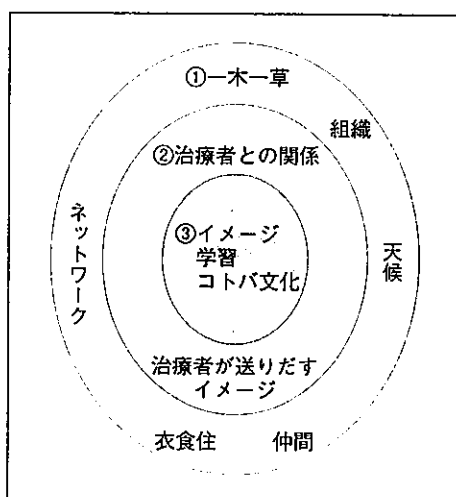 ①一木一草
組織
②治療者との関係
ネットワーク
③イメージ
学習
コトバ文化
天候
治療者が送りだす
イメージ
衣食住
仲間